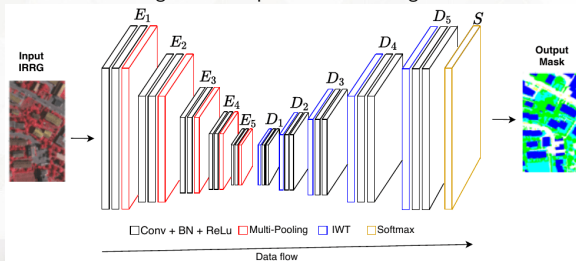 Input
IRRG
E1
E2
E3
E4
E5
D1
D2
D3
D4
D5
S
Output
Mask
Conv + BN + ReLu
Multi-Pooling
IWT
Softmax
Data flow